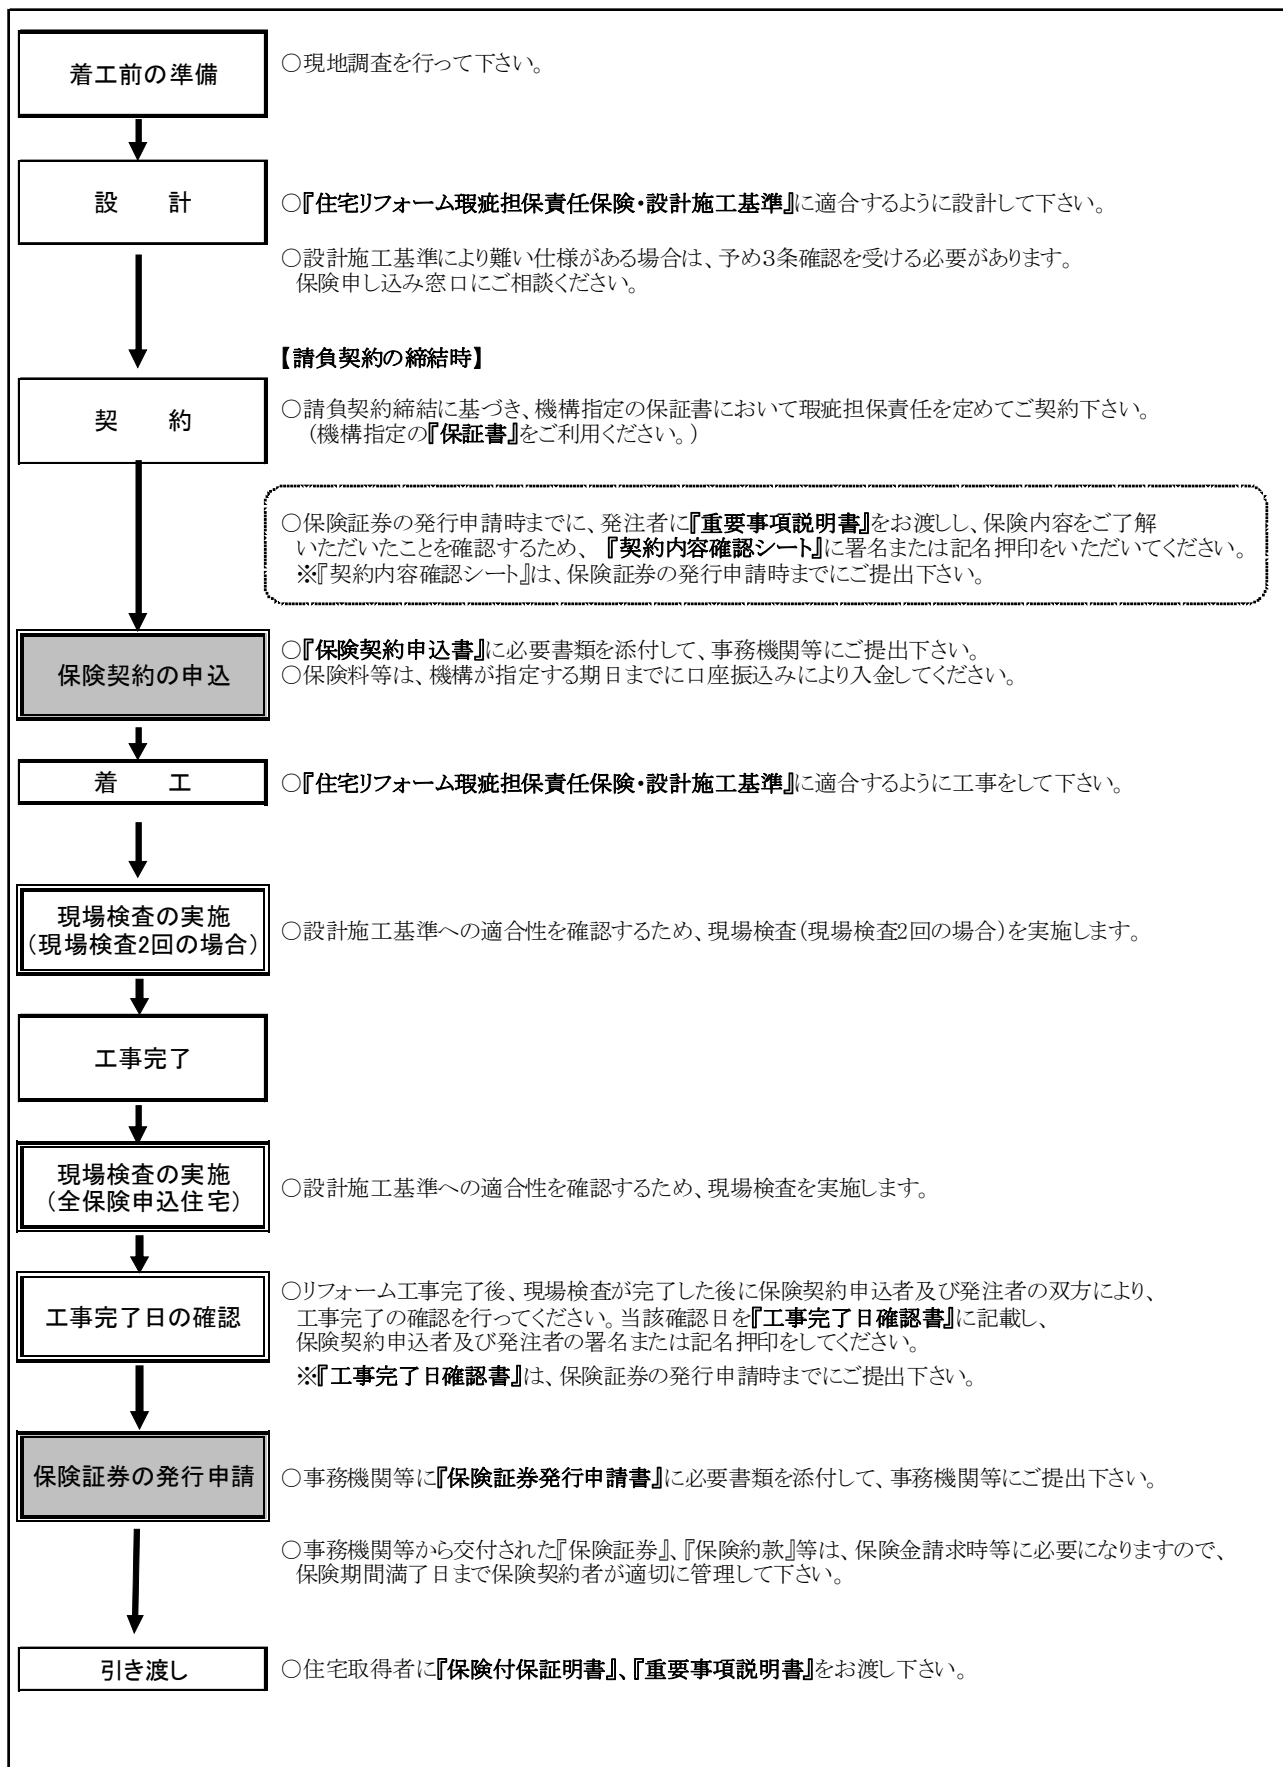 着工前の準備
○現地調査を行って下さい。
設　　計
○『住宅リフォーム瑕疵担保責任保険・設計施工基準』に適合するように設計して下さい。
○設計施工基準により難い仕様がある場合は、予め3条確認を受ける必要があります。
保険申し込み窓口にご相談ください。
【請負契約の締結時】
契　　約
○請負契約締結に基づき、機構指定の保証書において瑕疵担保責任を定めてご契約下さい。
（機構指定の『保証書』をご利用ください。）
○保険証券の発行申請時までに、発注者に『重要事項説明書』をお渡しし、保険内容をご了解
いただいたことを確認するため、『契約内容確認シート』に署名または記名押印をいただいてください。
※『契約内容確認シート』は、保険証券の発行申請時までにご提出下さい。
保険契約の申込
○『保険契約申込書』に必要書類を添付して、事務機関等にご提出下さい。
○保険料等は、機構が指定する期日までに口座振込みにより入金してください。
着　　工
○『住宅リフォーム瑕疵担保責任保険・設計施工基準』に適合するように工事をして下さい。
現場検査の実施
（現場検査2回の場合）
○設計施工基準への適合性を確認するため、現場検査（現場検査2回の場合）を実施します。
工事完了
現場検査の実施
（全保険申込住宅）
○設計施工基準への適合性を確認するため、現場検査を実施します。
工事完了日の確認
○リフォーム工事完了後、現場検査が完了した後に保険契約申込者及び発注者の双方により、
工事完了の確認を行ってください。当該確認日を『工事完了日確認書』に記載し、
保険契約申込者及び発注者の署名または記名押印をしてください。
※『工事完了日確認書』は、保険証券の発行申請時までにご提出下さい。
保険証券の発行申請
○事務機関等に『保険証券発行申請書』に必要書類を添付して、事務機関等にご提出下さい。
○事務機関等から交付された『保険証券』、『保険約款』等は、保険金請求時等に必要になりますので、
保険期間満了日まで保険契約者が適切に管理して下さい。
引き渡し
○住宅取得者に『保険付保証明書』、『重要事項説明書』をお渡し下さい。